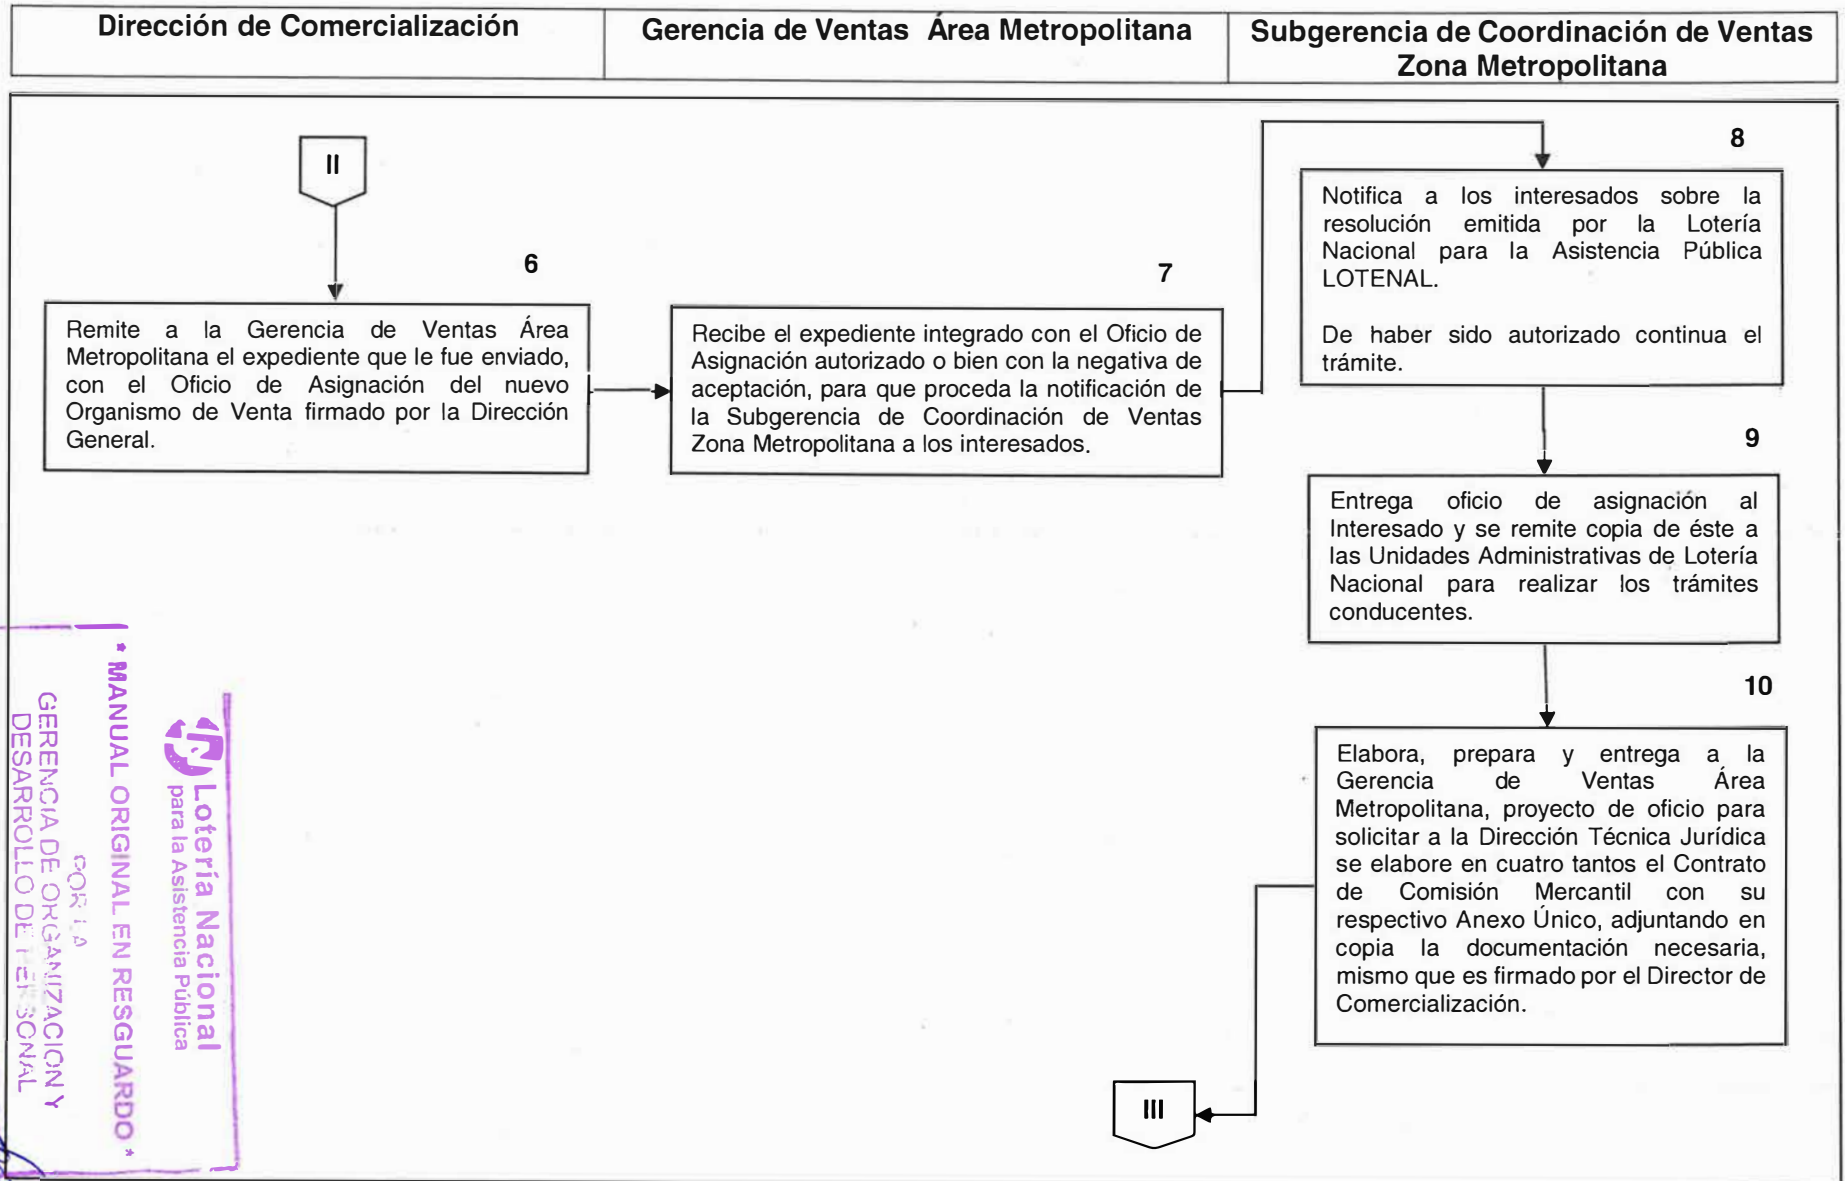 Dirección de Comercialización
Gerencia de Ventas Área Metropolitana
Subgerencia de Coordinación de Ventas
Zona Metropolitana
II
6
Remite a la Gerencia de Ventas Área
Metropolitana el expediente que le fue enviado,
con el Oficio de Asignación del nuevo
Organismo de Venta firmado por la Dirección
General.
7
Recibe el expediente integrado con el Oficio de
Asignación autorizado o bien con la negativa de
aceptación, para que proceda la notificación de
la Subgerencia de Coordinación de Ventas
Zona Metropolitana a los interesados.
8
Notifica a los interesados sobre la
resolución emitida por la Lotería
Nacional para la Asistencia Pública
LOTENAL.
De haber sido autorizado continua el
trámite.
9
Entrega oficio de asignación al
Interesado y se remite copia de éste a
las Unidades Administrativas de Lotería
Nacional para realizar los trámites
conducentes.
10
Elabora, prepara y entrega a la
Gerencia de Ventas Área
Metropolitana, proyecto de oficio para
solicitar a la Dirección Técnica Jurídica
se elabore en cuatro tantos el Contrato
de Comisión Mercantil con su
respectivo Anexo Único, adjuntando en
copia la documentación necesaria,
mismo que es firmado por el Director de
Comercialización.
III
Lotería Nacional
para la Asistencia Pública
* MANUAL ORIGINAL EN RESGUARDO *
POR LA
GERENCIA DE ORGANIZACIÓN Y
DESARROLLO DE PERSONAL